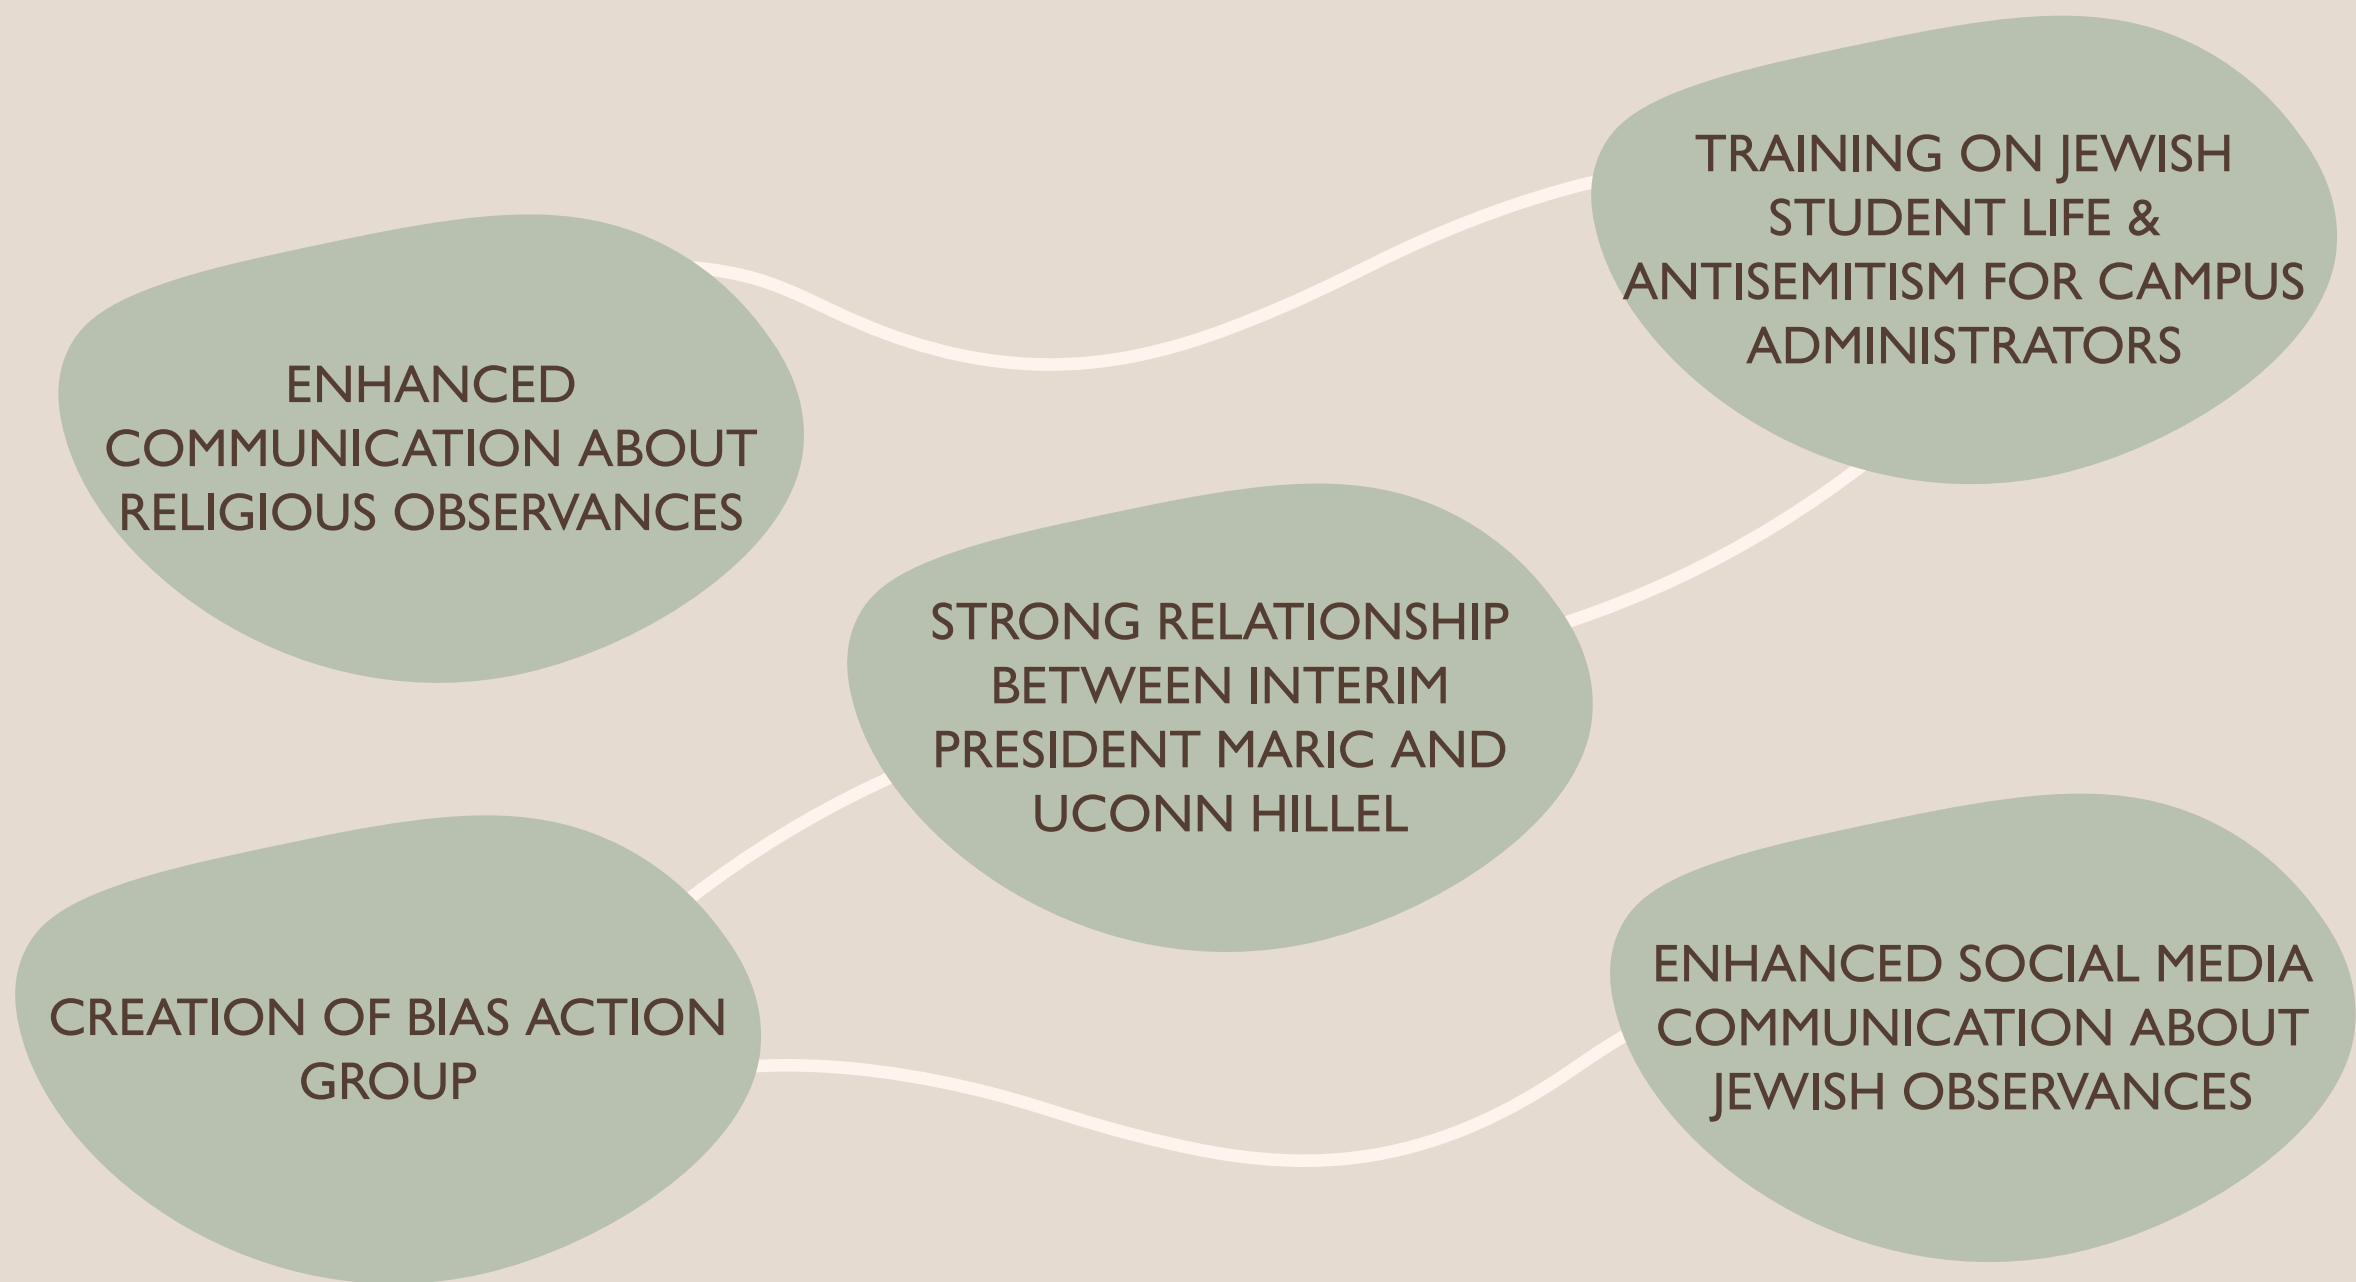 ENHANCED
COMMUNICATION ABOUT
RELIGIOUS OBSERVANCES
TRAINING ON JEWISH
STUDENT LIFE &
ANTISEMITISM FOR CAMPUS
ADMINISTRATORS
STRONG RELATIONSHIP
BETWEEN INTERIM
PRESIDENT MARIC AND
UCONN HILLEL
CREATION OF BIAS ACTION
GROUP
ENHANCED SOCIAL MEDIA
COMMUNICATION ABOUT
JEWISH OBSERVANCES